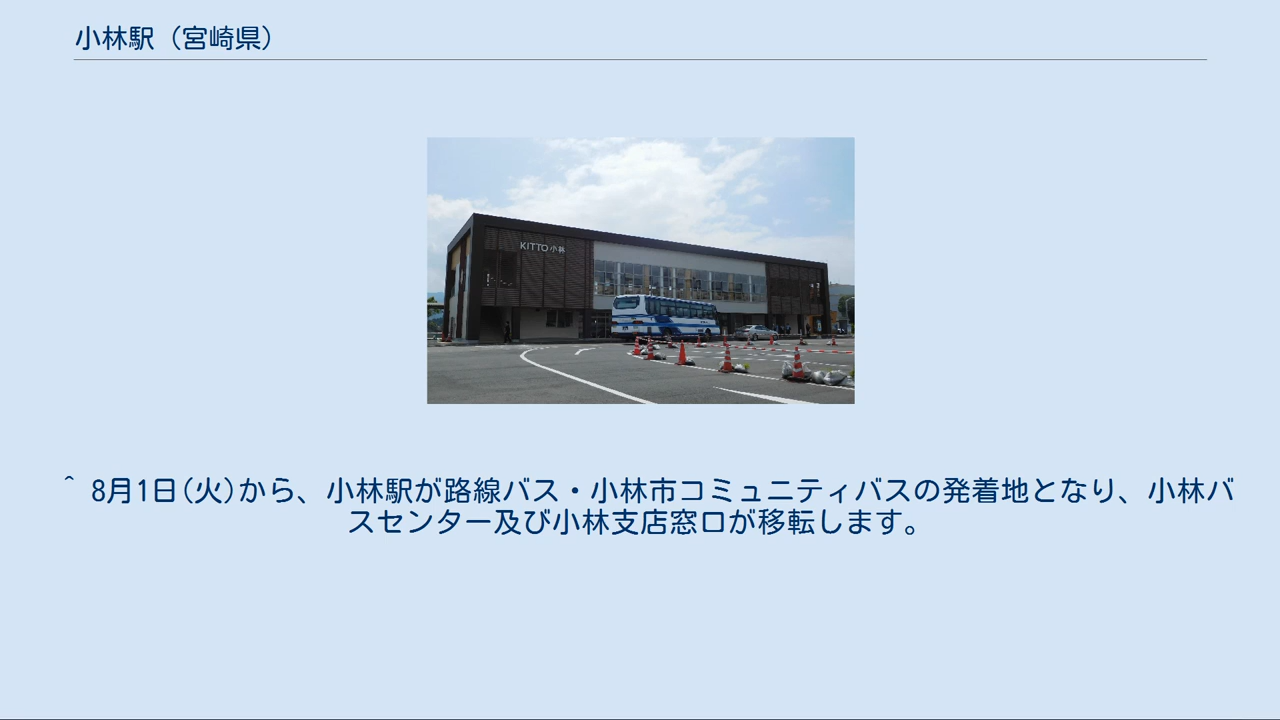 小林駅（宮崎県）
KITTO小林
^ 8月1日(火)から、小林駅が路線バス・小林市コミュニティバスの発着地となり、小林バ
スセンター及び小林支店窓口が移転します。